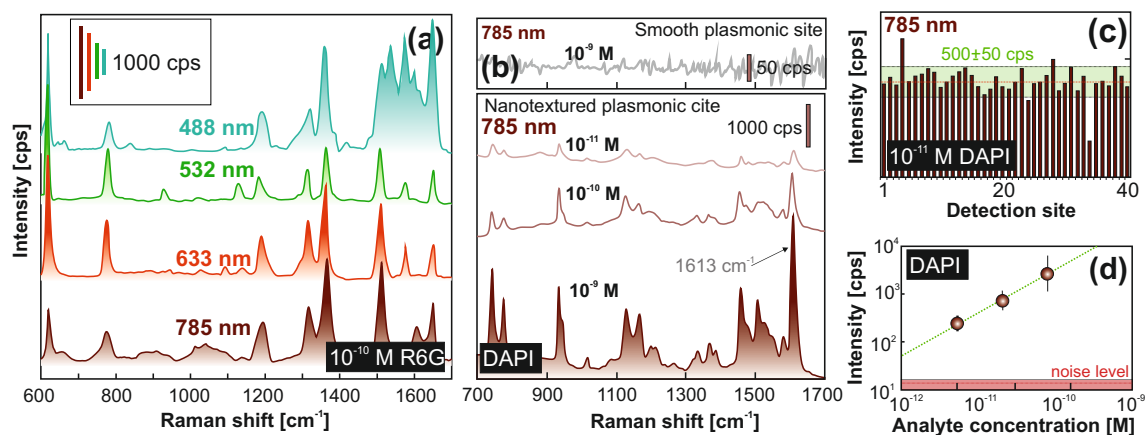 (a)
1000 cps
488 nm
532 nm
633 nm
785 nm
10⁻¹⁰ M R6G
Intensity [cps]
600 800 1000 1200 1400 1600
Raman shift [cm⁻¹]
785 nm
Smooth plasmonic site
(b)
10⁻⁹ M
50 cps
Nanotextured plasmonic cite
785 nm
1000 cps
10⁻¹¹ M
10⁻¹⁰ M
1613 cm⁻¹
10⁻⁹ M
DAPI
500 700 900 1100 1300 1500 1700
Raman shift [cm⁻¹]
785 nm
(c)
500±50 cps
Intensity [cps]
10⁻¹¹ M DAPI
1 20 40
Detection site
(d)
DAPI
Intensity [cps]
10⁴
10³
10²
10¹
noise level
10⁻¹² 10⁻¹¹ 10⁻¹⁰ 10⁻⁹
Analyte concentration [M]